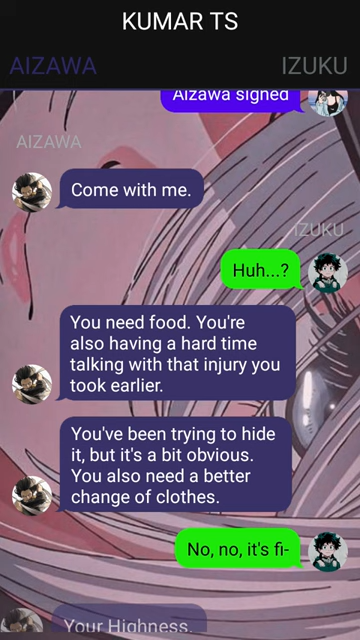 KUMAR TS
AIZAWA IZUKU
Aizawa signed
AIZAWA
Come with me.
IZUKU
Huh...?
You need food. You're
also having a hard time
talking with that injury you
took earlier.
You've been trying to hide
it, but it's a bit obvious.
You also need a better
change of clothes.
No, no, it's fi-
Your Highness.